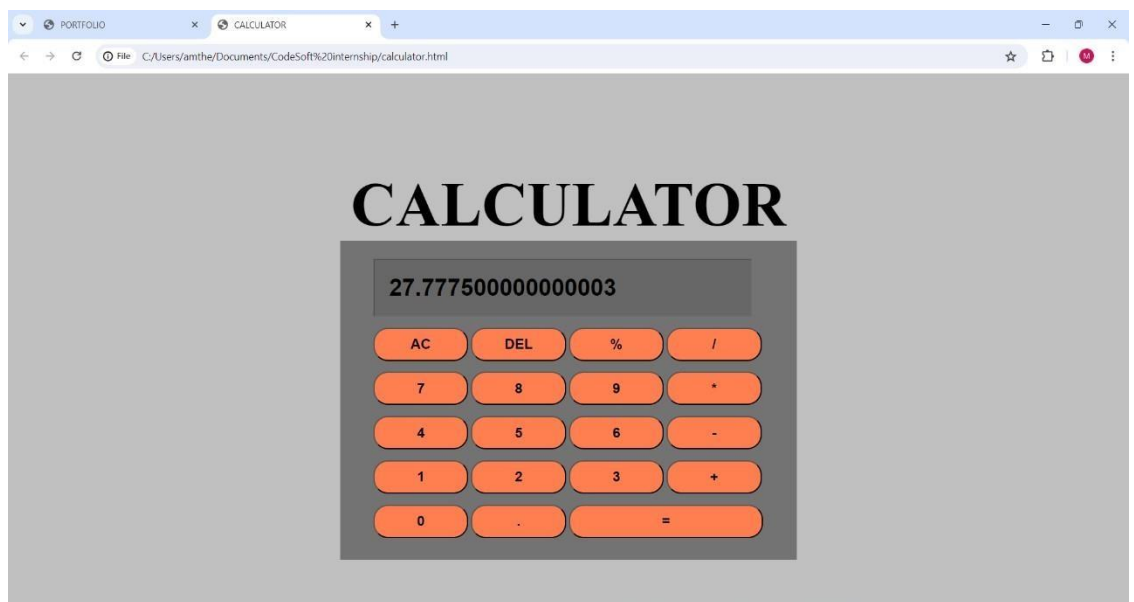 PORTFOLIO CALCULATOR
File C:/Users/amthe/Documents/CodeSoft%20internship/calculator.html M
CALCULATOR
27.777500000000003
AC DEL % /
7 8 9 *
4 5 6 -
1 2 3 +
0 . =